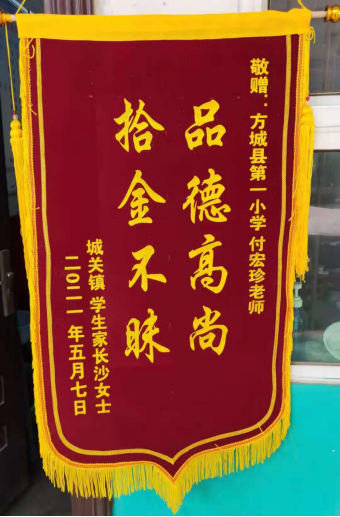 敬赠：方城县第一小学 付宏珍老师
品德高尚
拾金不昧
城关镇 学生家长沙女士
二〇二一年五月七日